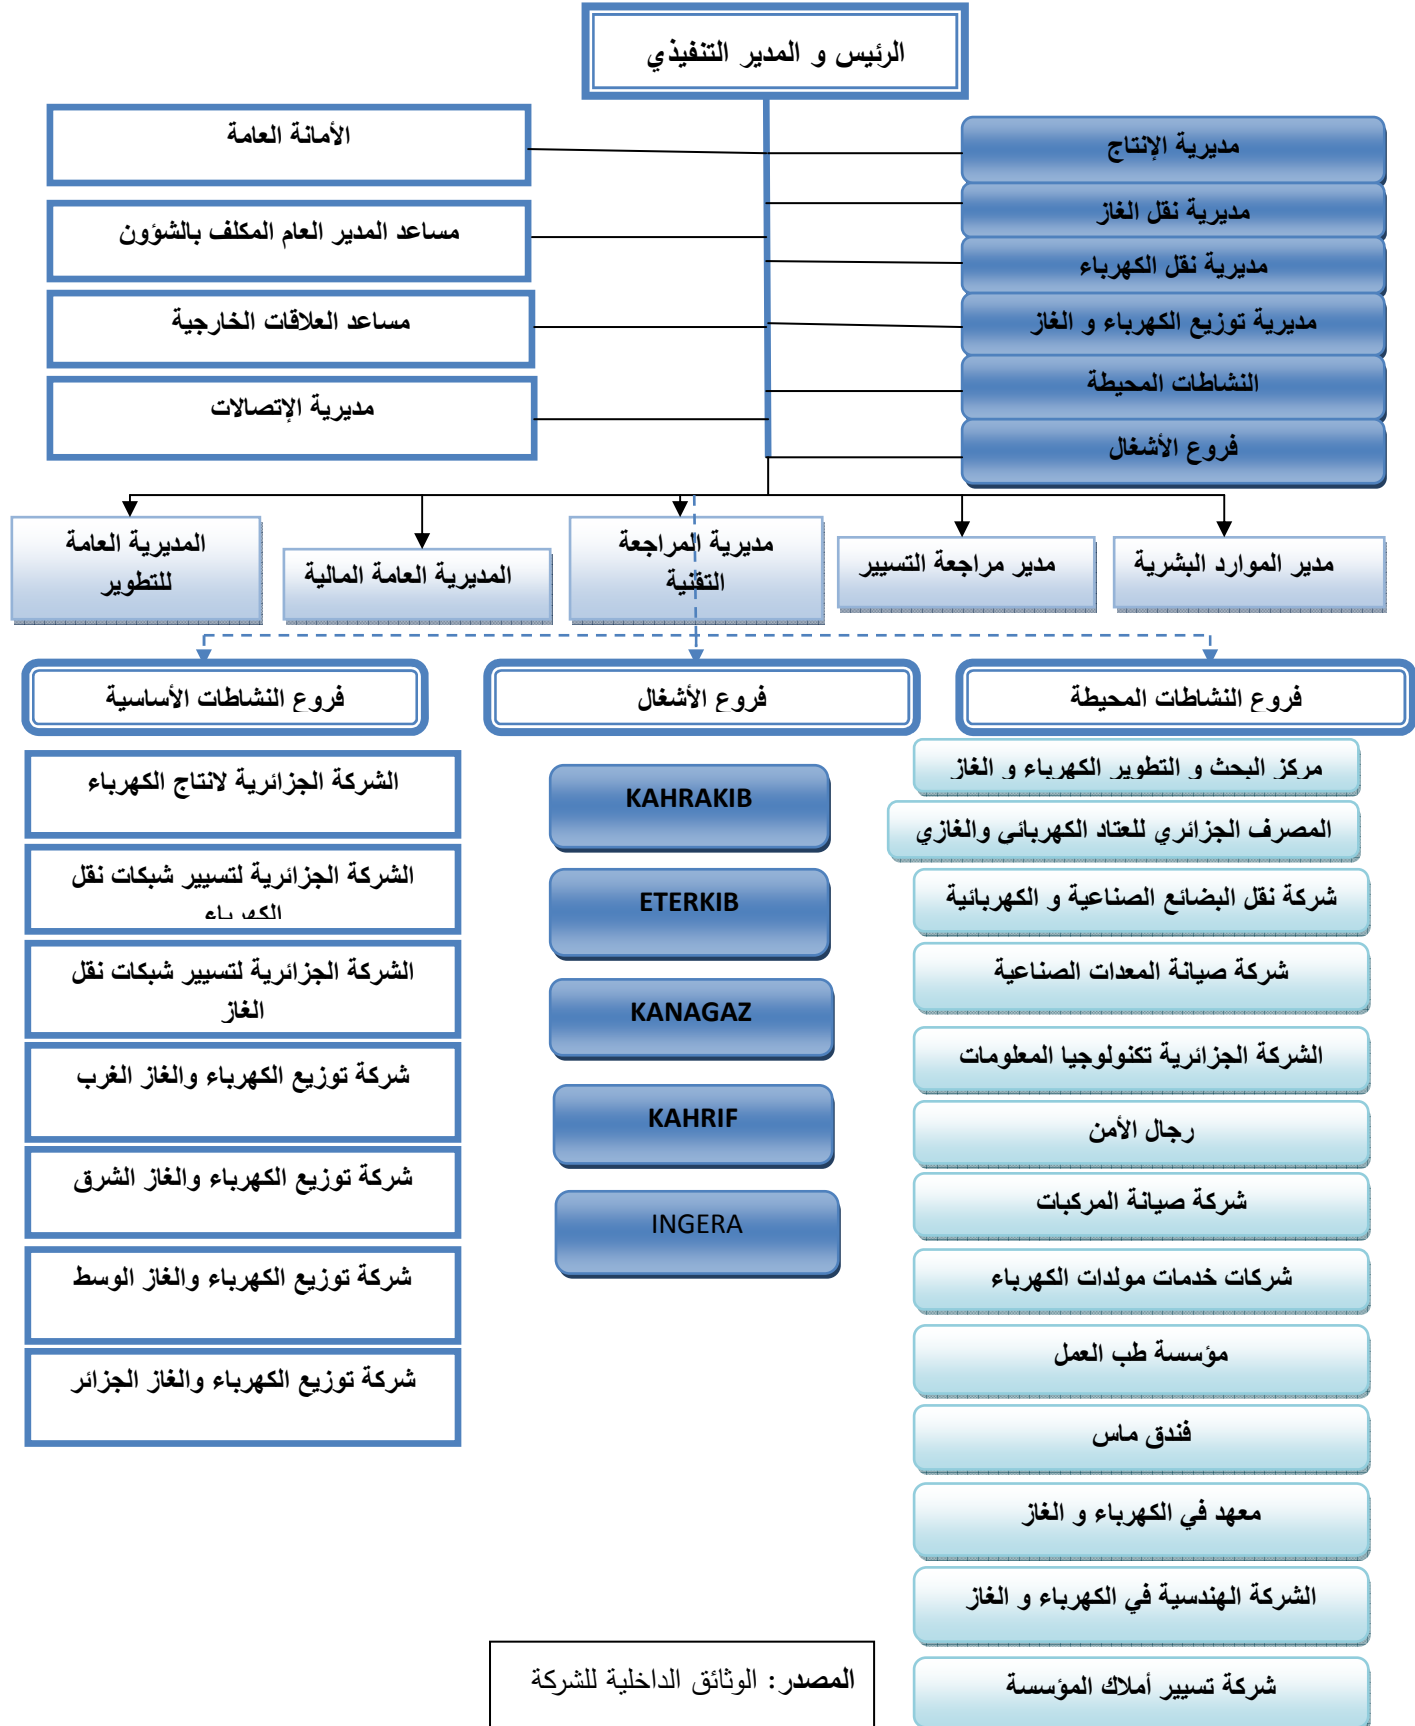 الرئيس و المدير التنفيذي
مديرية الإنتاج
مديرية نقل الغاز
مديرية نقل الكهرباء
مديرية توزيع الكهرباء و الغاز
النشاطات المحيطة
فروع الأشغال
الأمانة العامة
مساعد المدير العام المكلف بالشؤون
مساعد العلاقات الخارجية
مديرية الإتصالات
مدير الموارد البشرية
مدير مراجعة التسيير
مديرية المراجعة
التقنية
المديرية العامة المالية
المديرية العامة
للتطوير
فروع النشاطات المحيطة
مركز البحث و التطوير الكهرباء و الغاز
المصرف الجزائري للعتاد الكهربائي والغازي
شركة نقل البضائع الصناعية و الكهربائية
شركة صيانة المعدات الصناعية
الشركة الجزائرية تكنولوجيا المعلومات
رجال الأمن
شركة صيانة المركبات
شركات خدمات مولدات الكهرباء
مؤسسة طب العمل
فندق ماس
معهد في الكهرباء و الغاز
الشركة الهندسية في الكهرباء و الغاز
شركة تسيير أملاك المؤسسة
فروع الأشغال
KAHRAKIB
ETERKIB
KANAGAZ
KAHRIF
INGERA
فروع النشاطات الأساسية
الشركة الجزائرية لانتاج الكهرباء
الشركة الجزائرية لتسيير شبكات نقل
الكهرباء
الشركة الجزائرية لتسيير شبكات نقل
الغاز
شركة توزيع الكهرباء والغاز الغرب
شركة توزيع الكهرباء والغاز الشرق
شركة توزيع الكهرباء والغاز الوسط
شركة توزيع الكهرباء والغاز الجزائر
المصدر: الوثائق الداخلية للشركة